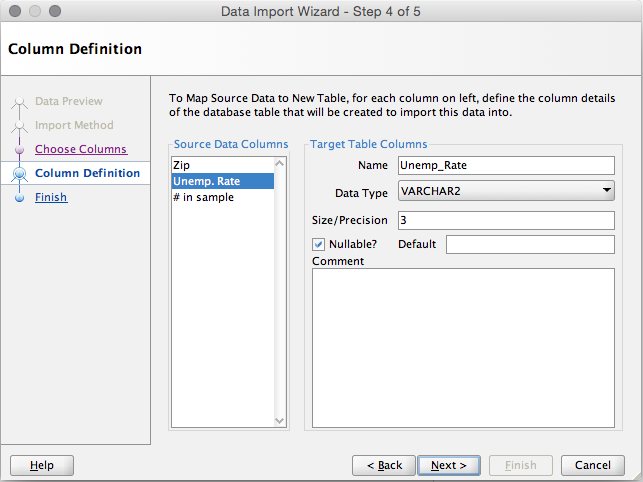 Data Import Wizard - Step 4 of 5
Column Definition
Data Preview
Import Method
Choose Columns
Column Definition
Finish
To Map Source Data to New Table, for each column on left, define the column details
of the database table that will be created to import this data into.
Source Data Columns
Zip
Unemp. Rate
# in sample
Target Table Columns
Name Unemp_Rate
Data Type VARCHAR2
Size/Precision 3
Nullable? Default
Comment
Help < Back Next > Finish Cancel